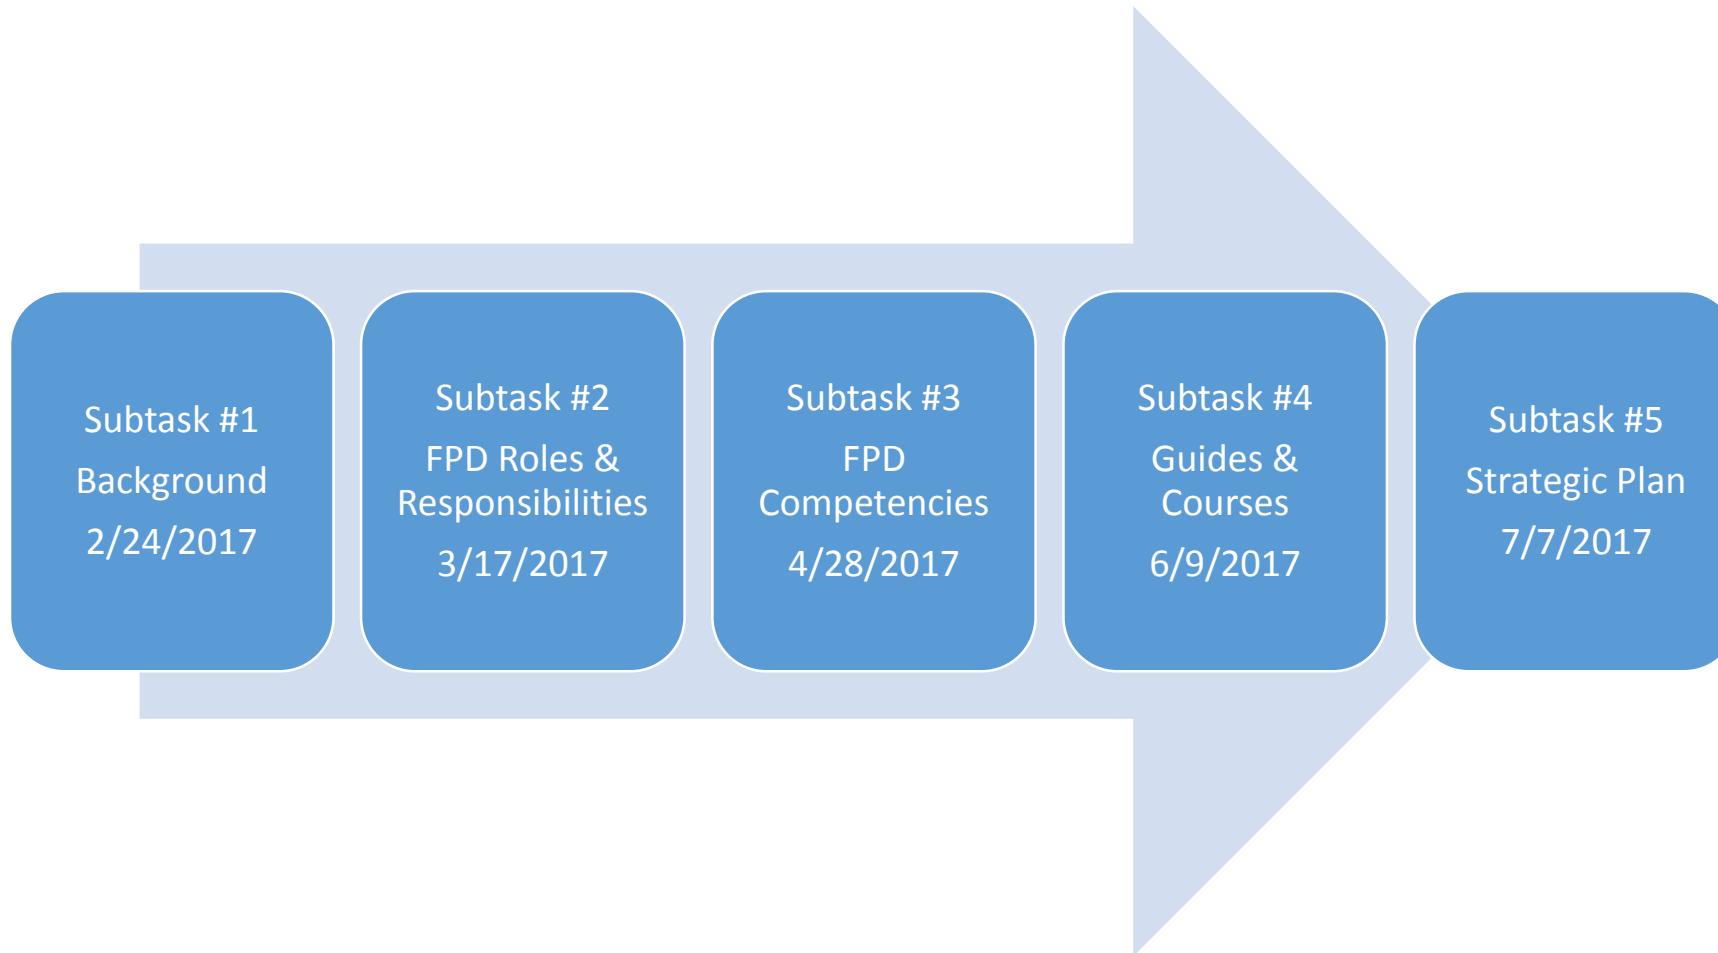 Subtask #1
Background
2/24/2017
Subtask #2
FPD Roles &
Responsibilities
3/17/2017
Subtask #3
FPD
Competencies
4/28/2017
Subtask #4
Guides &
Courses
6/9/2017
Subtask #5
Strategic Plan
7/7/2017